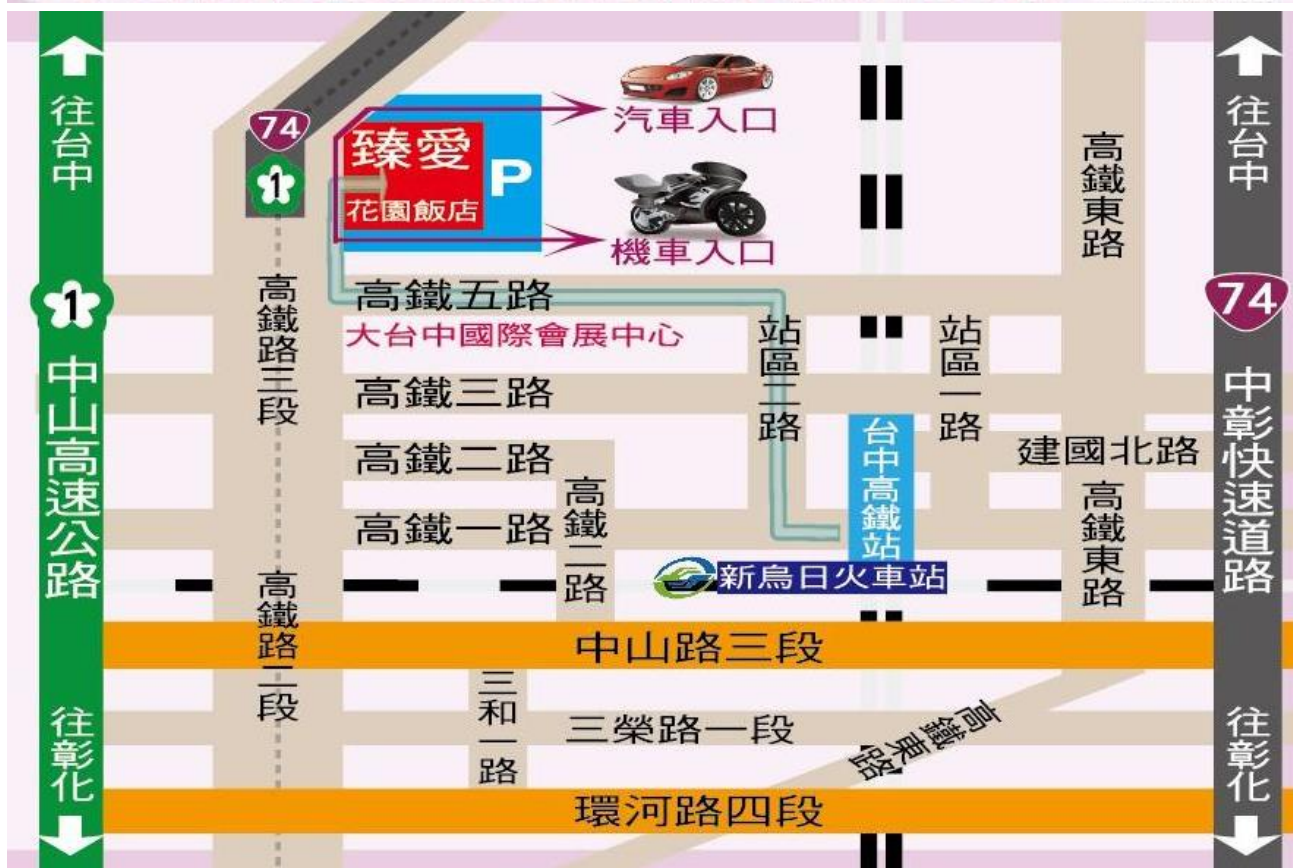 往台中
1
中山高速公路
往彰化
74
1
高鐵路三段
高鐵路二段
臻愛
花園飯店
P
汽車入口
機車入口
高鐵五路
大台中國際會展中心
高鐵三路
高鐵二路
高鐵一路
高鐵二路
站區二路
站區一路
台中高鐵站
新烏日火車站
高鐵東路
建國北路
高鐵東路
中山路三段
三和一路
三榮路一段
高鐵東路
環河路四段
往台中
74
中彰快速道路
往彰化